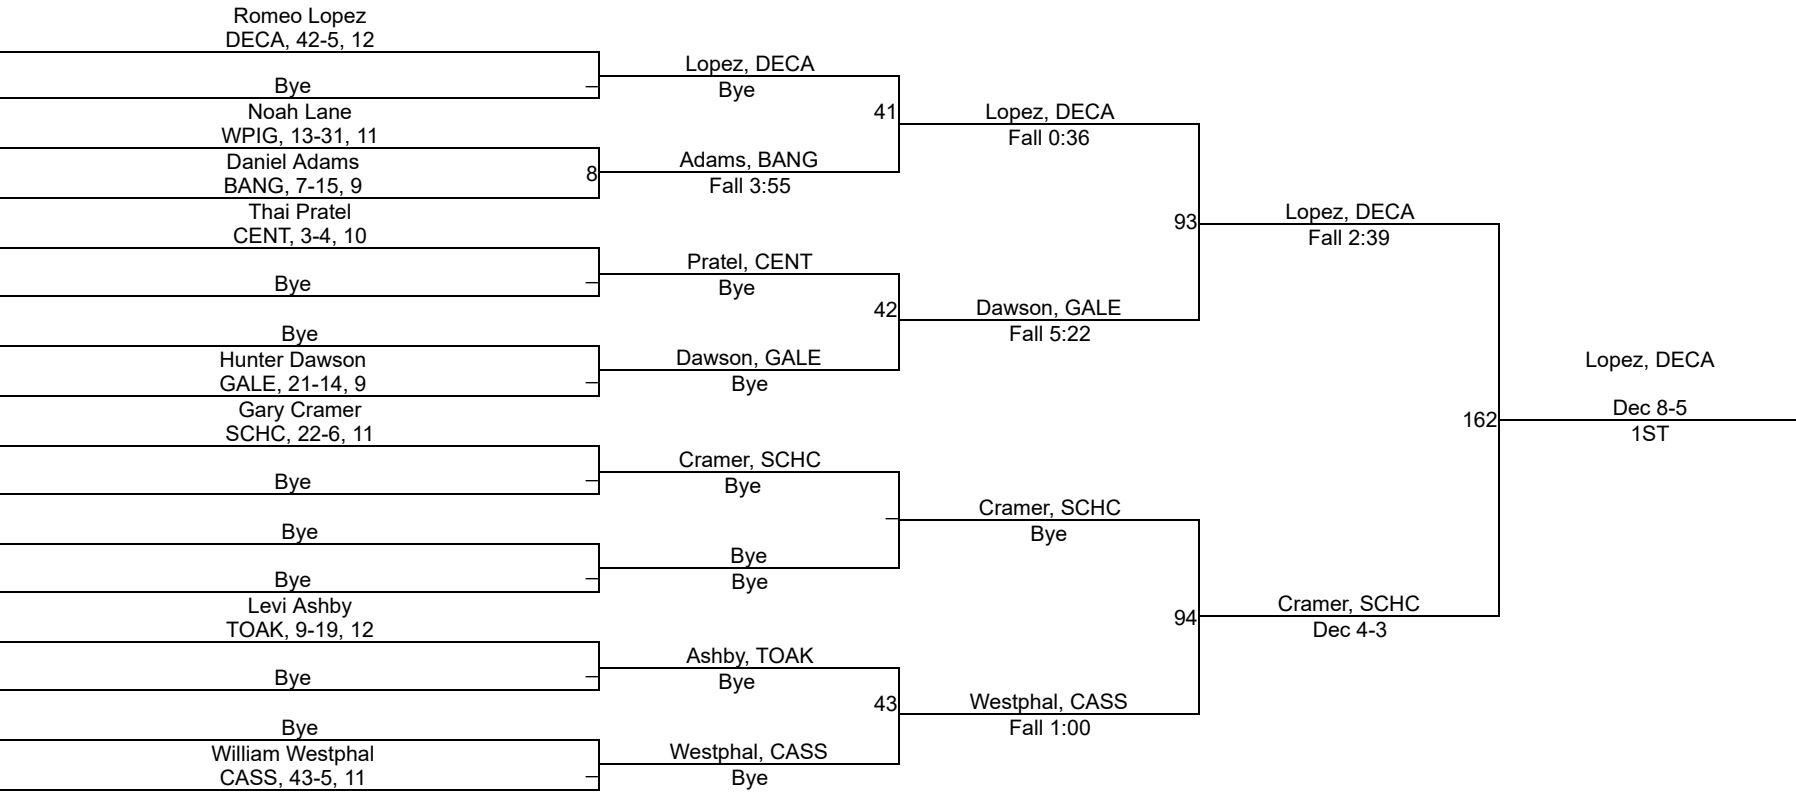 Romeo Lopez
DECA, 42-5, 12
Bye
Noah Lane
WPIG, 13-31, 11
Daniel Adams
BANG, 7-15, 9
8
Thai Pratel
CENT, 3-4, 10
Bye
Bye
Hunter Dawson
GALE, 21-14, 9
Gary Cramer
SCHC, 22-6, 11
Bye
Bye
Bye
Levi Ashby
TOAK, 9-19, 12
Bye
Bye
William Westphal
CASS, 43-5, 11
Lopez, DECA
Bye
41
Adams, BANG
Fall 3:55
Pratel, CENT
Bye
42
Dawson, GALE
Bye
Cramer, SCHC
Bye
Bye
Bye
Ashby, TOAK
Bye
43
Westphal, CASS
Bye
Lopez, DECA
Fall 0:36
93
Dawson, GALE
Fall 5:22
Cramer, SCHC
Bye
94
Westphal, CASS
Fall 1:00
Lopez, DECA
Fall 2:39
162
Cramer, SCHC
Dec 4-3
Lopez, DECA
Dec 8-5
1ST